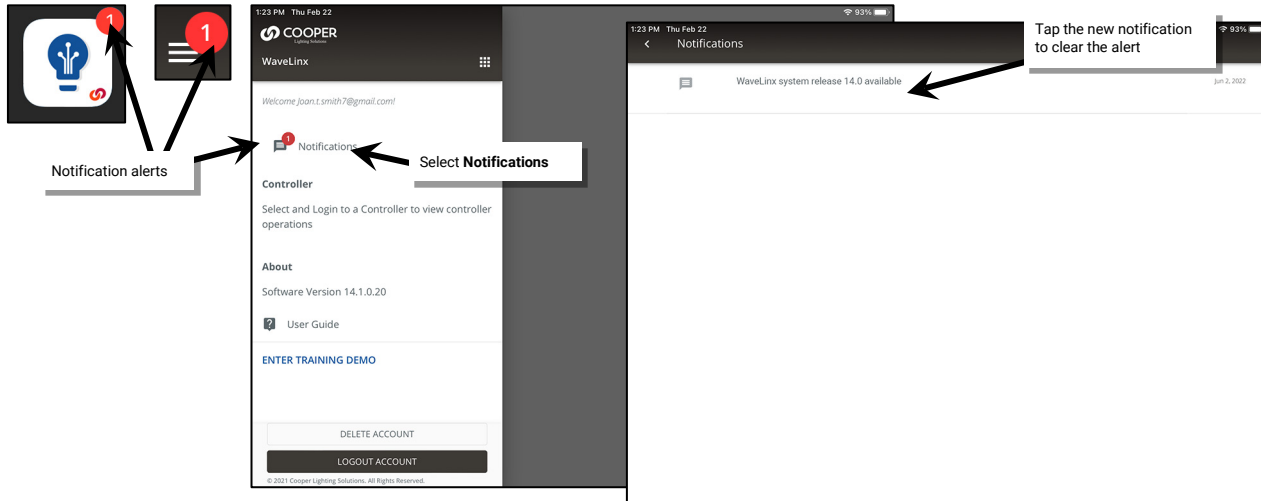 1
1
Notification alerts
1:23 PM Thu Feb 22
93%
COOPER
Lighting Solutions
WaveLinx
Welcome Joan.t.smith7@gmail.com!
1
Notifications
Select Notifications
Controller
Select and Login to a Controller to view controller
operations
About
Software Version 14.1.0.20
User Guide
ENTER TRAINING DEMO
DELETE ACCOUNT
LOGOUT ACCOUNT
© 2021 Cooper Lighting Solutions. All Rights Reserved.
1:23 PM Thu Feb 22
93%
Notifications
Tap the new notification
to clear the alert
WaveLinx system release 14.0 available
Jun 2, 2022